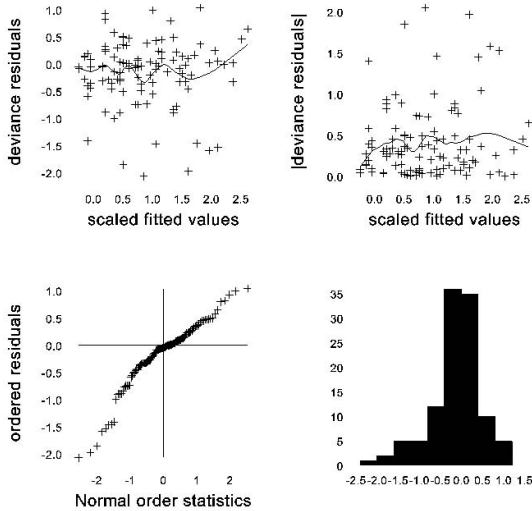 1.0
0.5
0.0
-0.5
-1.0
-1.5
-2.0
deviance residuals
0.0 0.5 1.0 1.5 2.0 2.5
scaled fitted values
2.0
1.5
1.0
0.5
0.0
|deviance residuals|
0.0 0.5 1.0 1.5 2.0 2.5
scaled fitted values
1.0
0.5
0.0
-0.5
-1.0
-1.5
-2.0
ordered residuals
-2 -1 0 1 2
Normal order statistics
35
30
25
20
15
10
5
0
-2.5 -2.0 -1.5 -1.0 -0.5 0.0 0.5 1.0 1.5